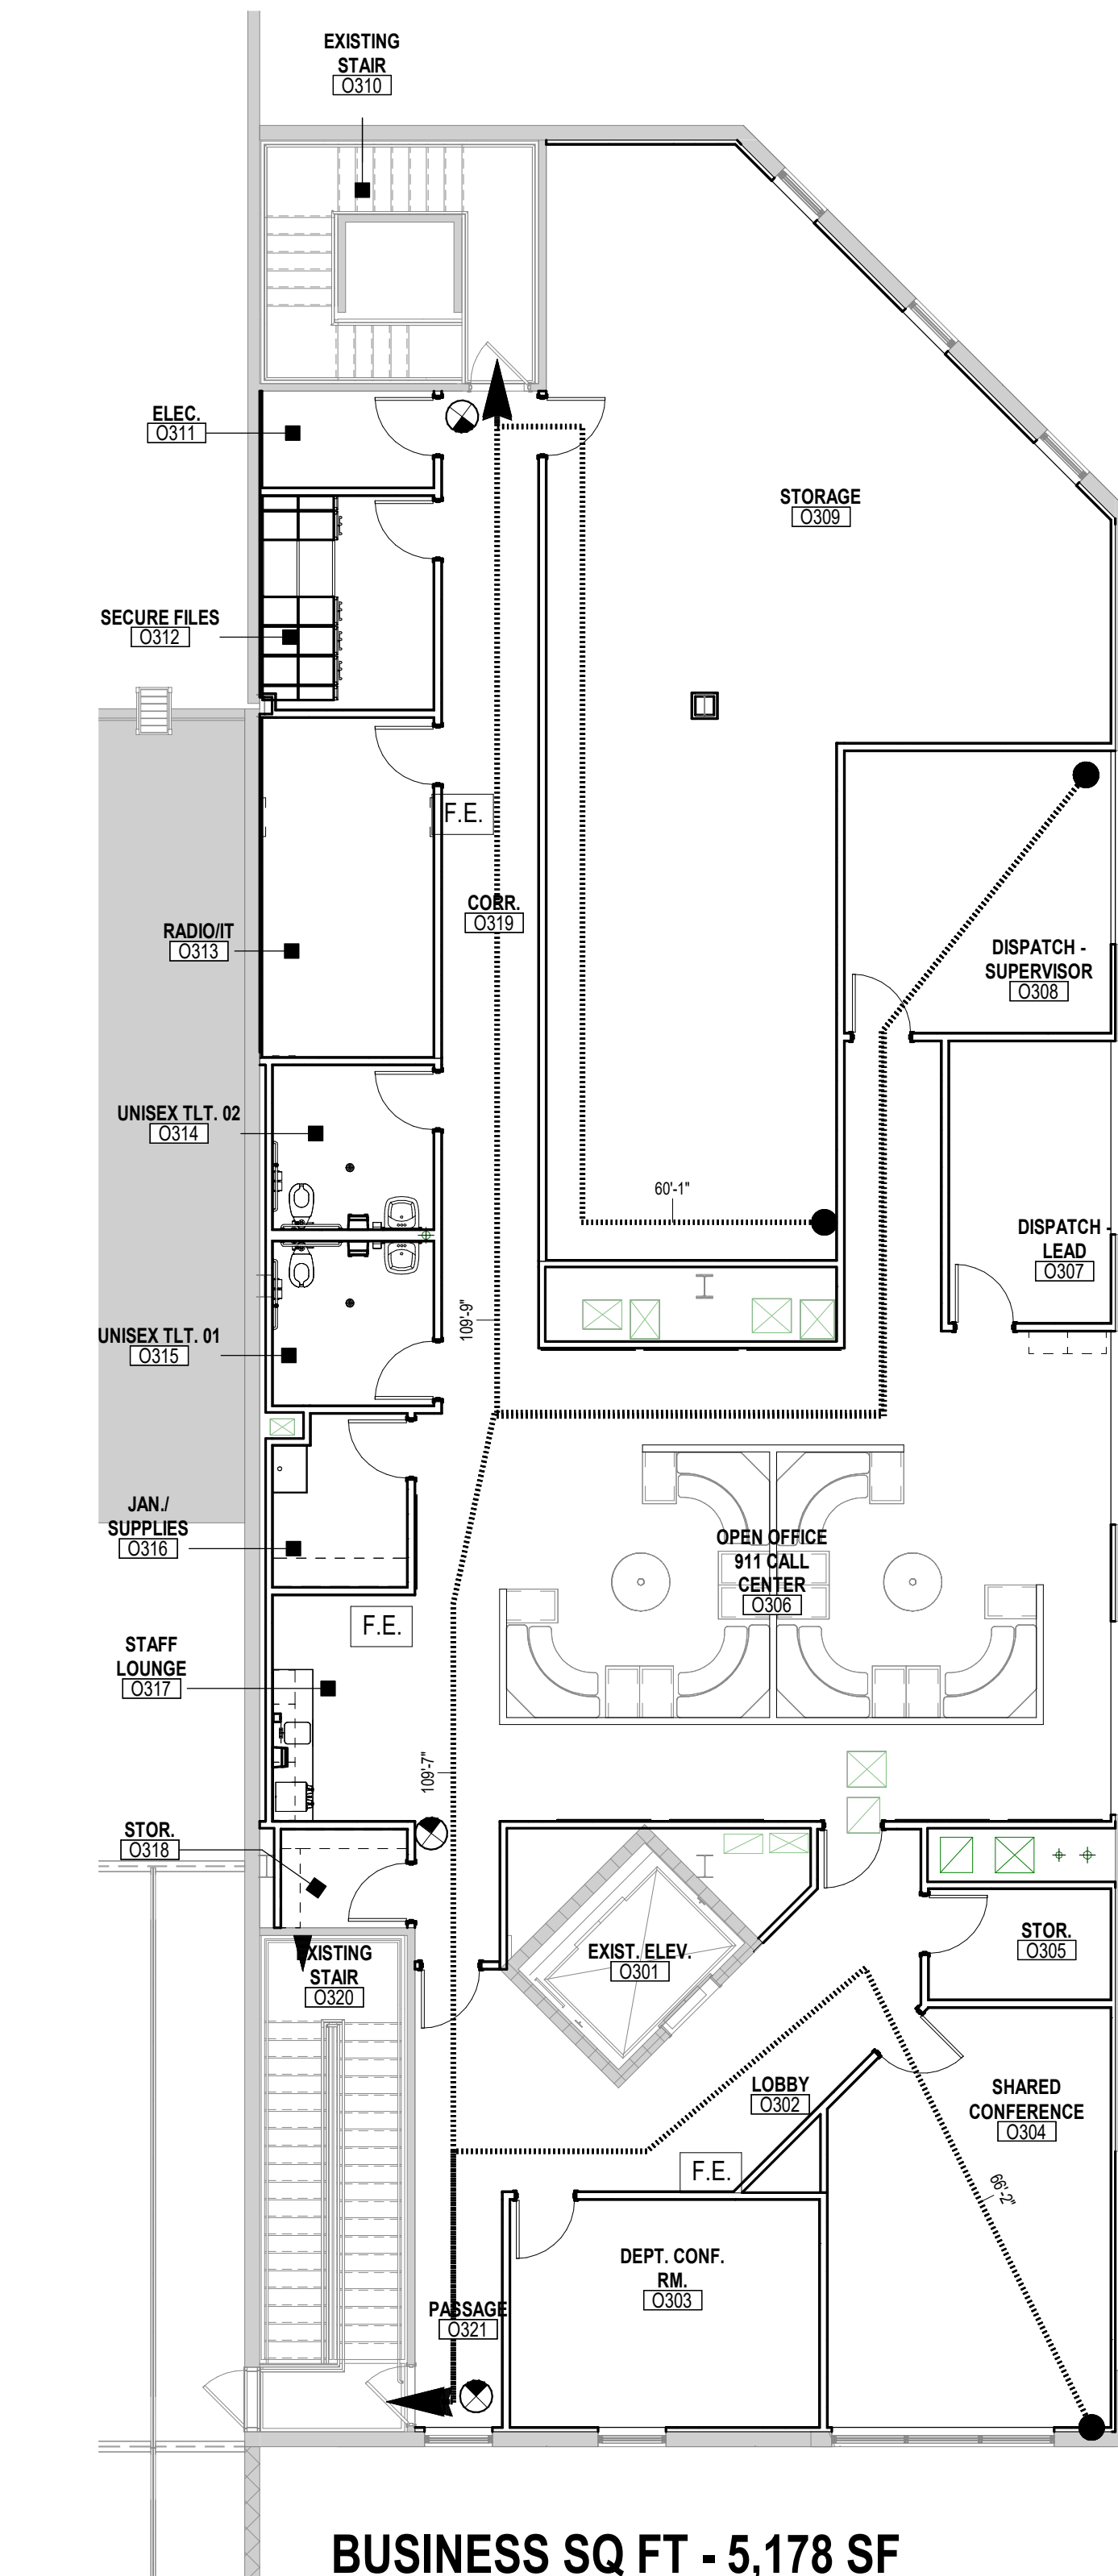 EXISTING
STAIR
O310
ELEC.
O311
STORAGE
O309
SECURE FILES
O312
F.E.
CORR.
O319
RADIO/IT
O313
DISPATCH -
SUPERVISOR
O308
UNISEX TLT. 02
O314
60'-1"
DISPATCH -
LEAD
O307
109'-9"
UNISEX TLT. 01
O315
JAN./
SUPPLIES
O316
OPEN OFFICE
911 CALL
CENTER
O306
F.E.
STAFF
LOUNGE
O317
109'-7"
STOR.
O318
EXISTING
STAIR
O320
EXIST. ELEV.
O301
STOR.
O305
LOBBY
O302
SHARED
CONFERENCE
O304
F.E.
66'-2"
DEPT. CONF.
RM.
O303
PASSAGE
O321
BUSINESS SQ FT - 5,178 SF